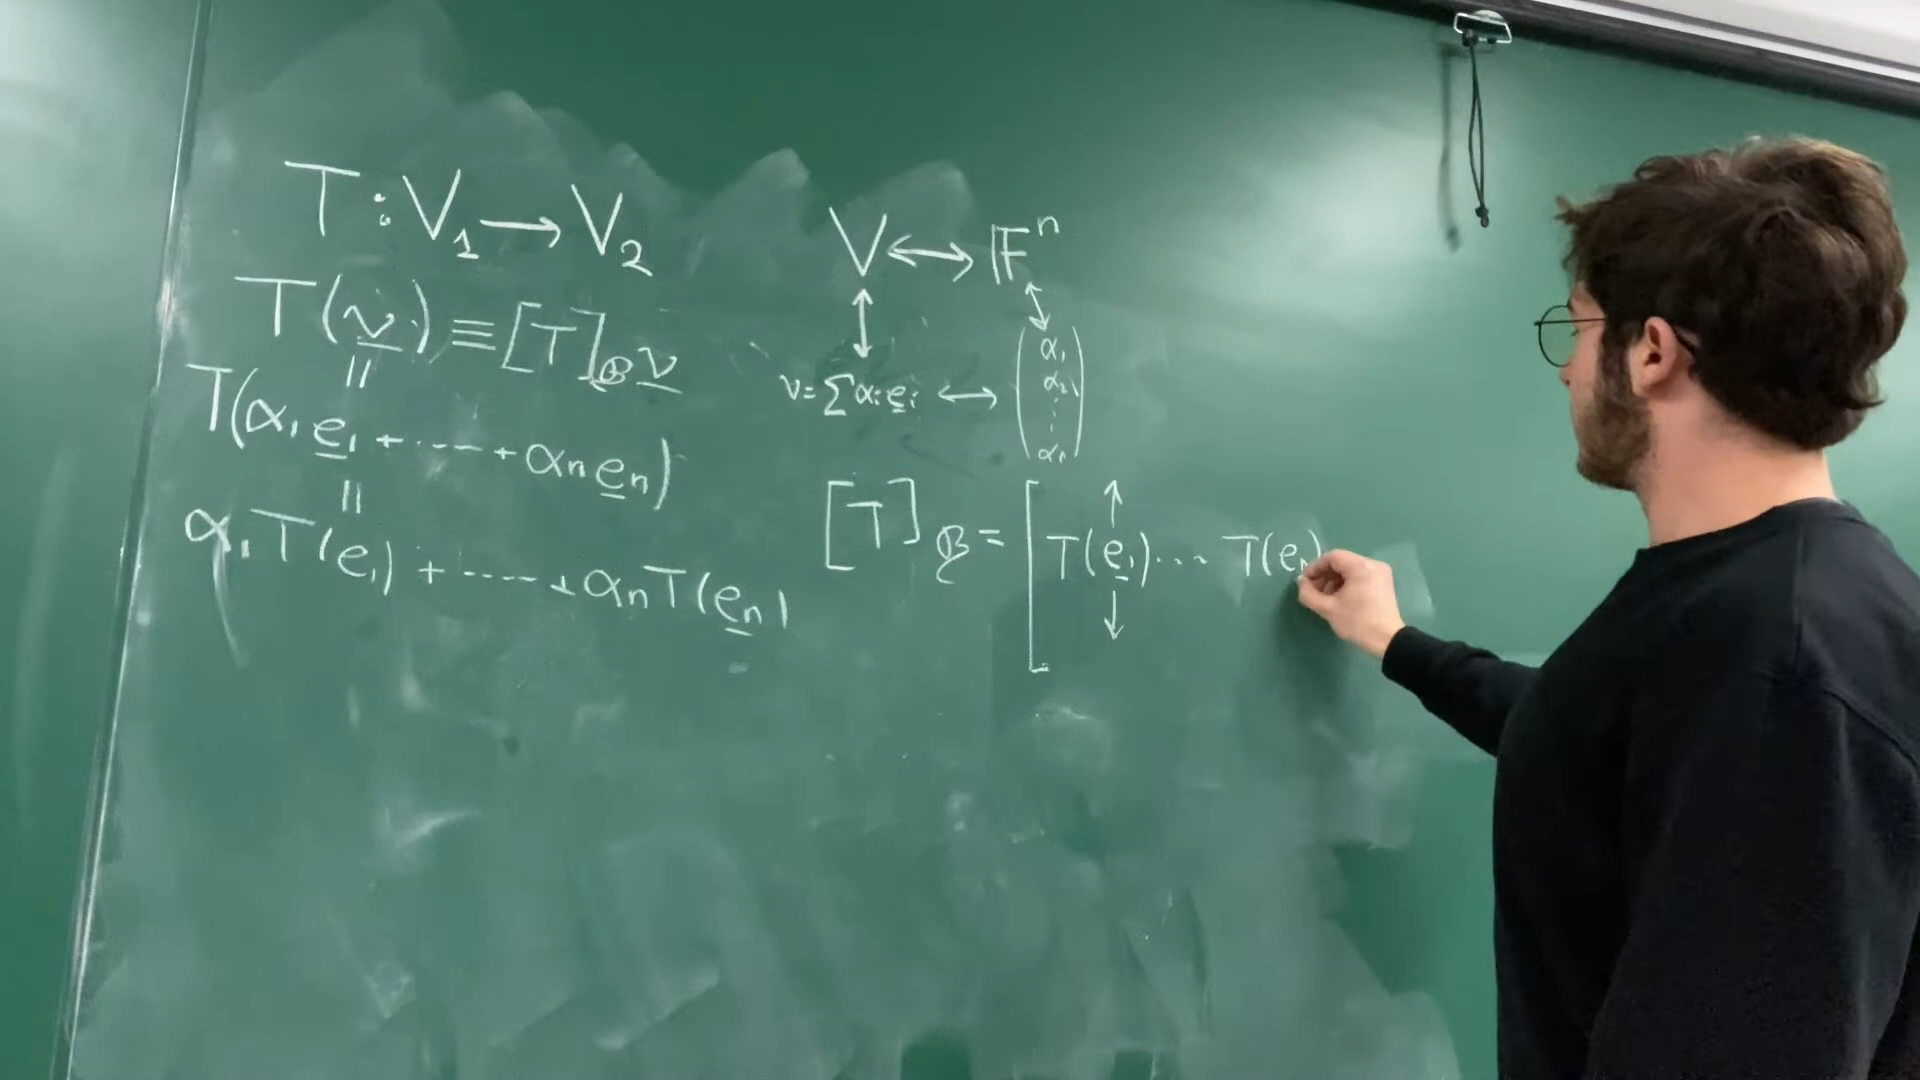 T : V₁ → V₂
T(v) ≡ [T]_ℬ v
||
T(α₁ e₁ + ---- + αₙ eₙ)
||
α₁ T(e₁) + ----- + αₙ T(eₙ)
V ↔ 𝔽ⁿ
↕ ↕
v = ∑ αᵢ eᵢ ↔ ( α₁ α₂ ⋮ αₙ )
[T]_ℬ = [ T(e₁) ... T(eₙ)